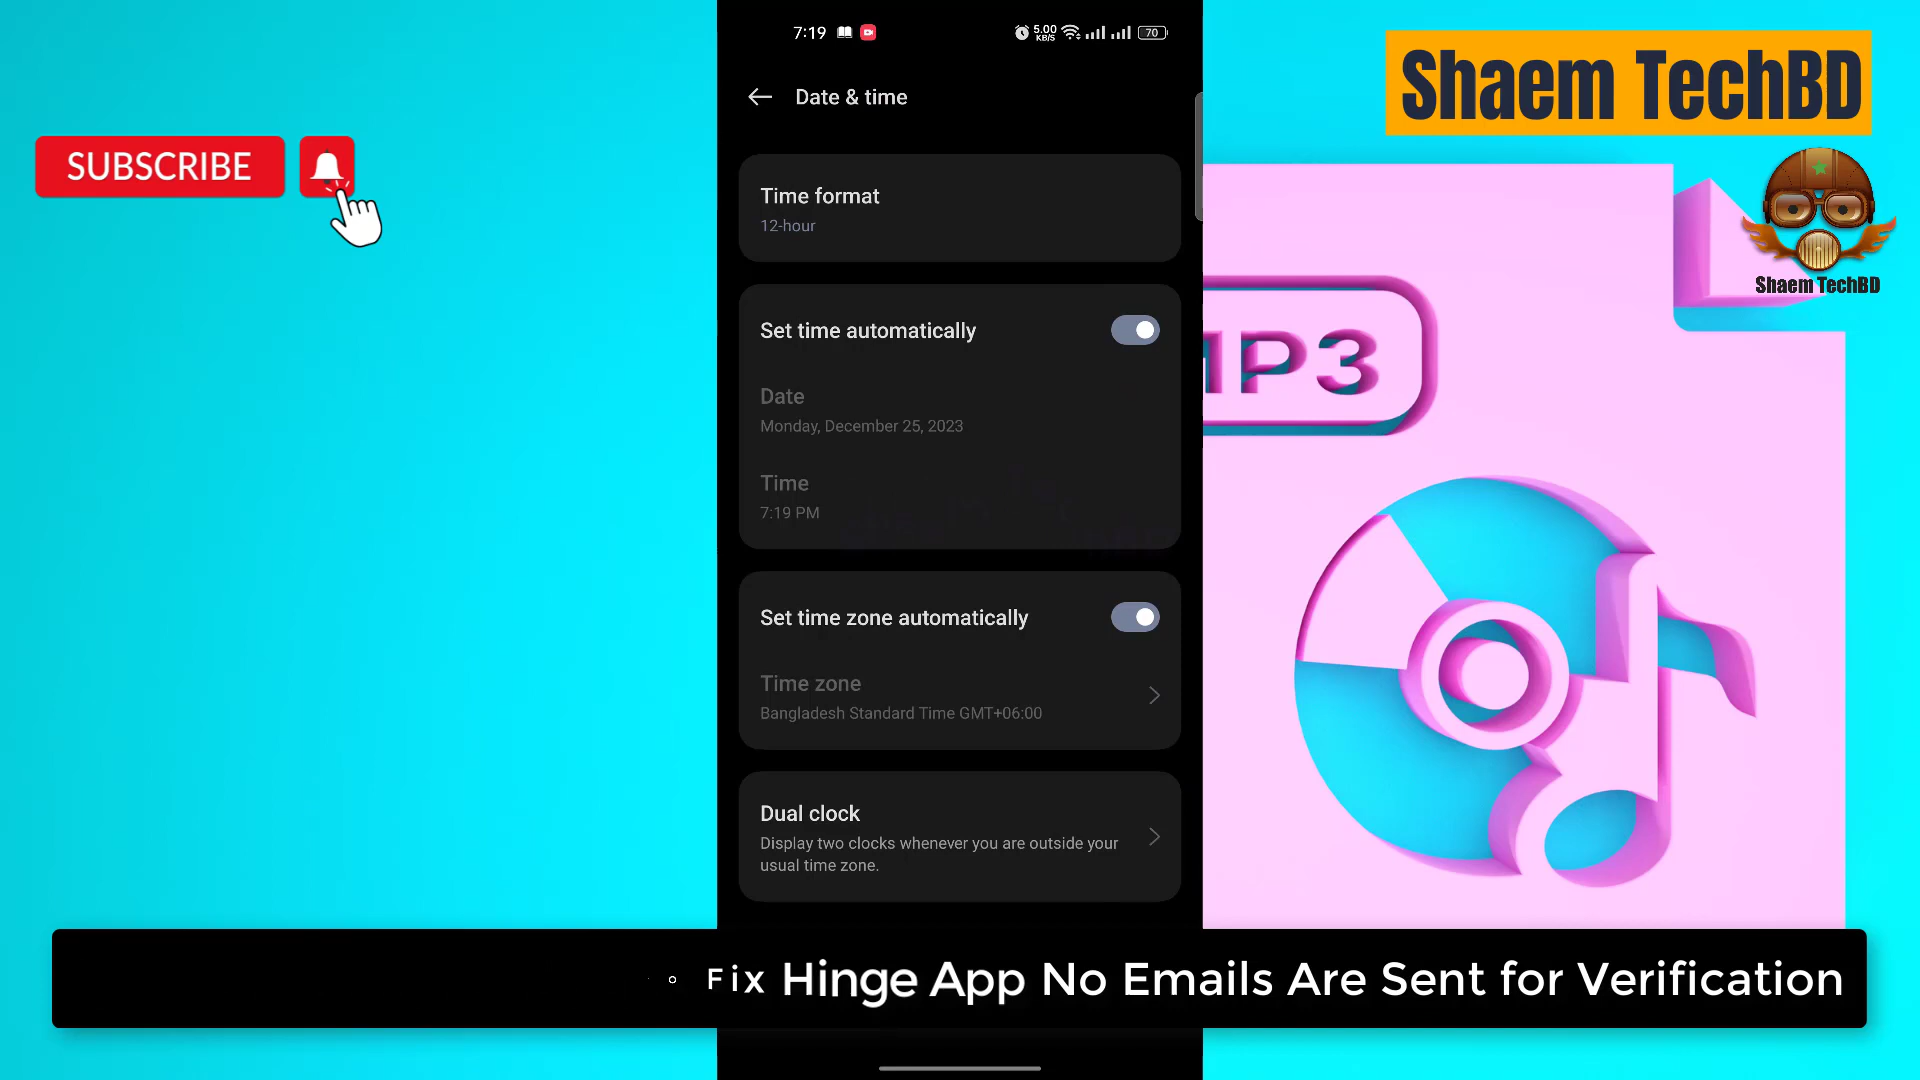 SUBSCRIBE
7:19
5.00
KB/S
70
Date & time
Time format
12-hour
Set time automatically
Date
Monday, December 25, 2023
Time
7:19 PM
Set time zone automatically
Time zone
Bangladesh Standard Time GMT+06:00
Dual clock
Display two clocks whenever you are outside your
usual time zone.
Shaem TechBD
Shaem TechBD
MP3
Fix Hinge App No Emails Are Sent for Verification